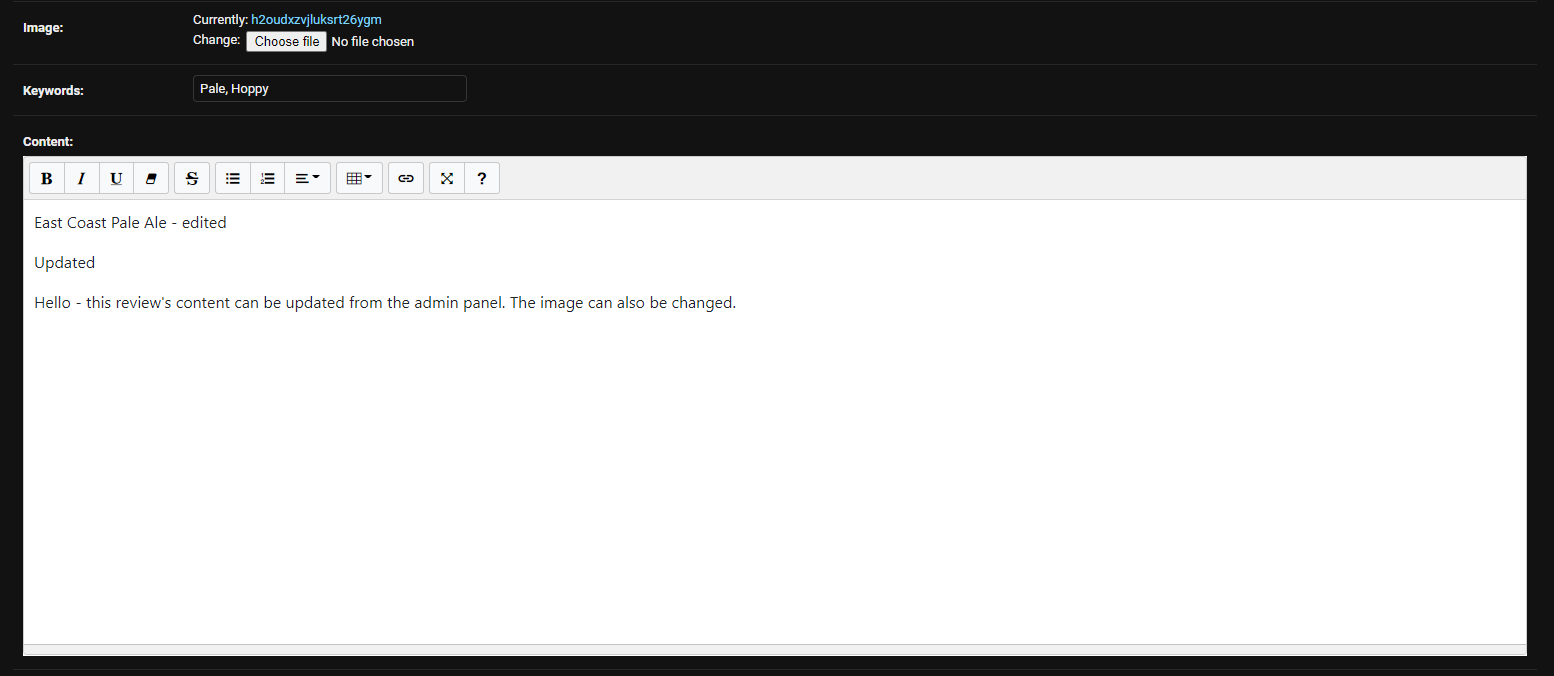 Image:
Currently: h2oudxzvjluksrt26ygm
Change: Choose file No file chosen
Keywords:
Pale, Hoppy
Content:
B I U S ?
East Coast Pale Ale - edited
Updated
Hello - this review's content can be updated from the admin panel. The image can also be changed.